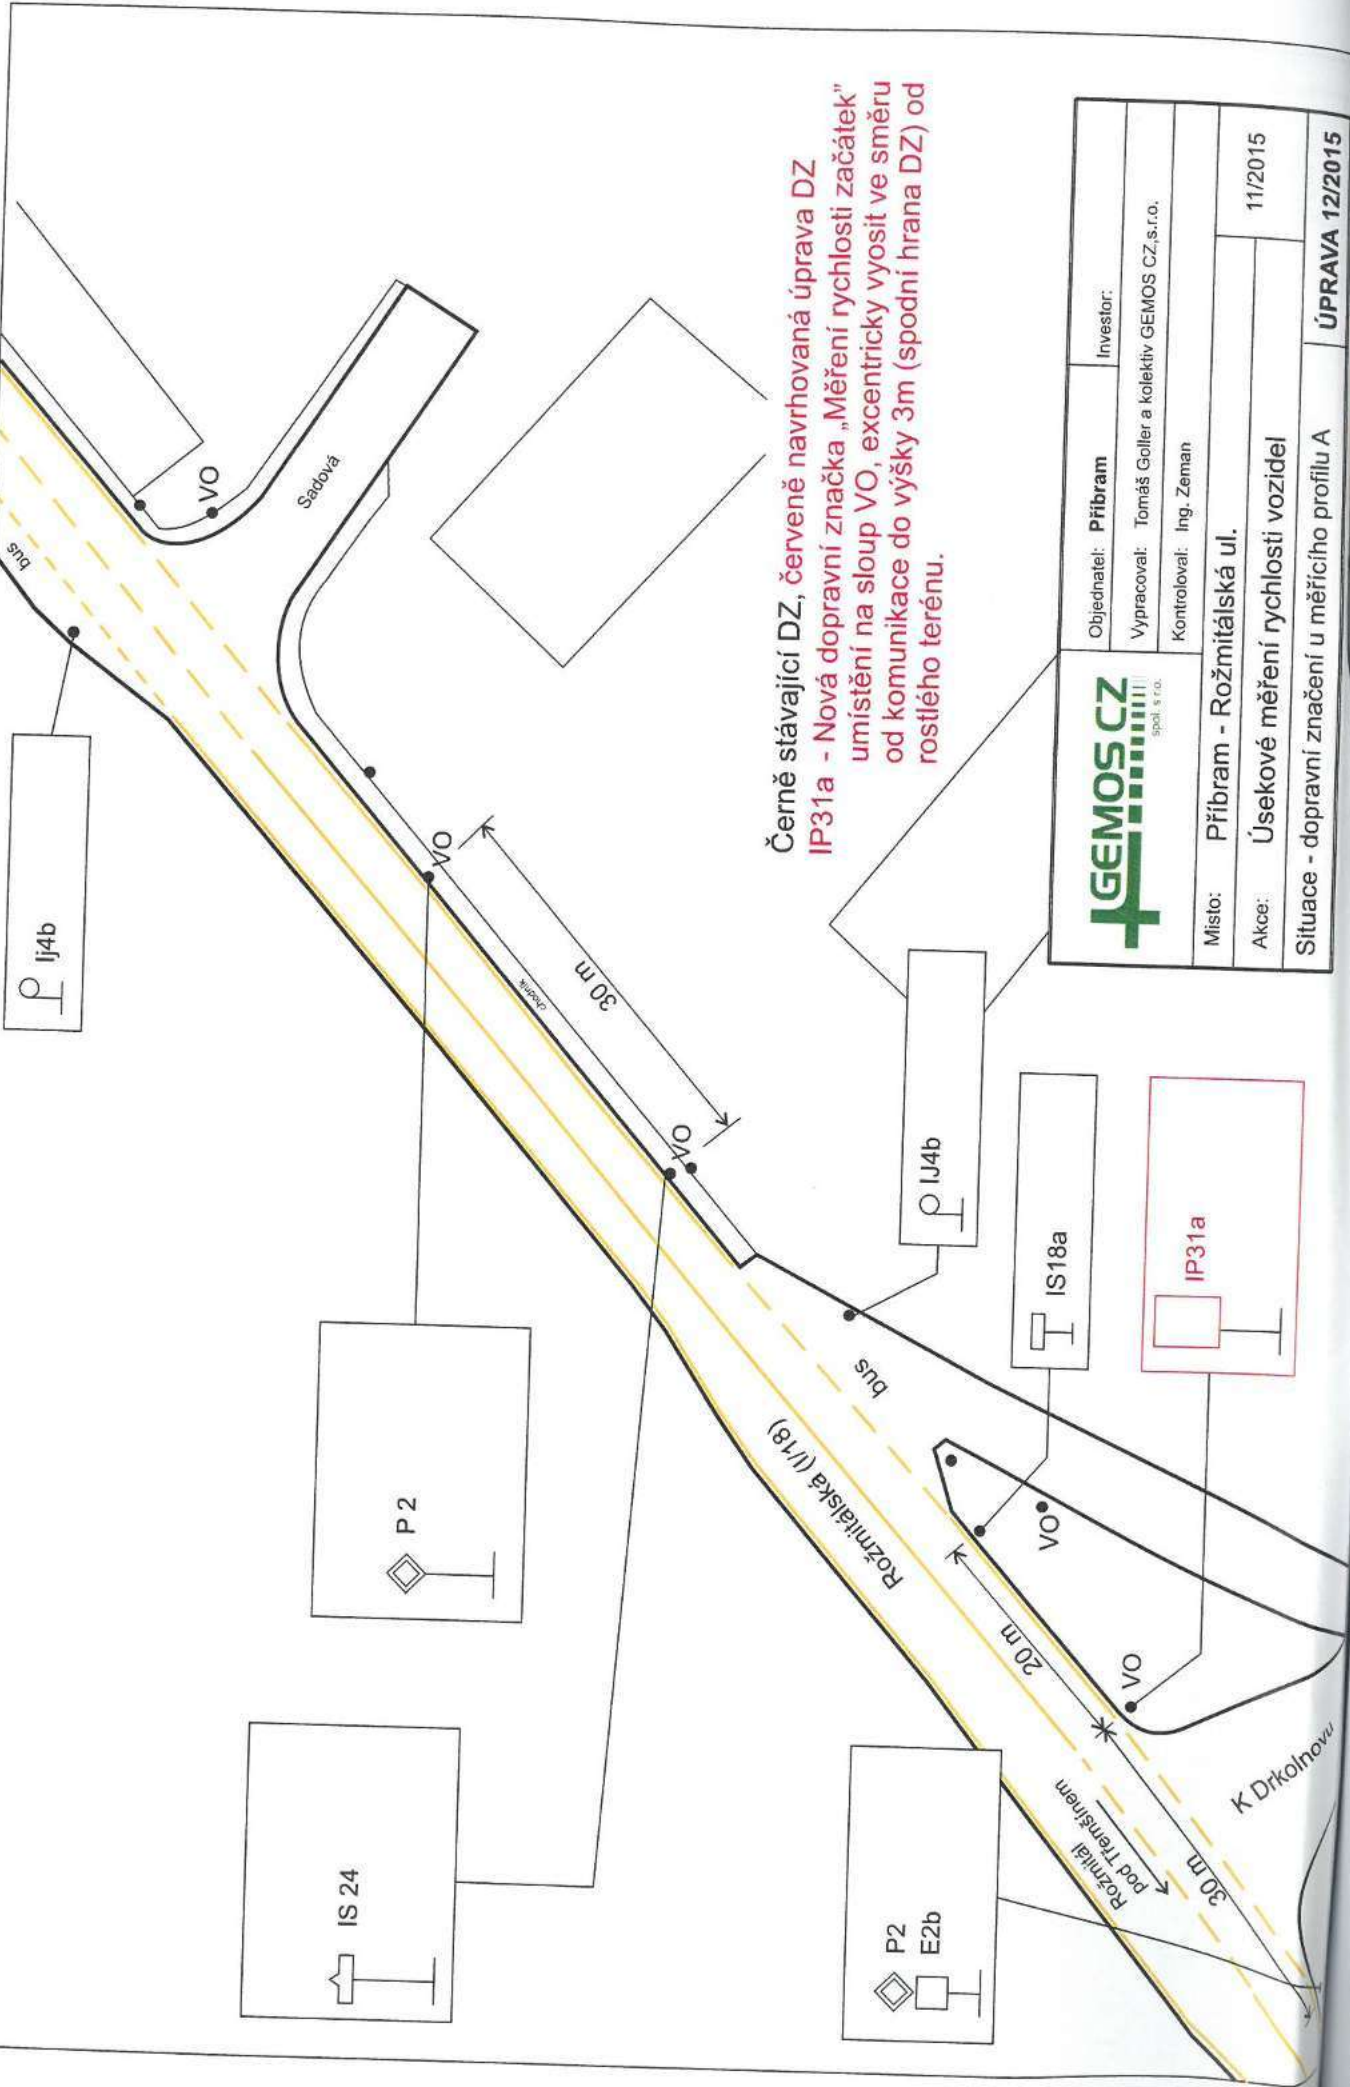 Ij4b
bus
VO
Sadová
VO
chodník
30 m
VO
P 2
IS 24
IJ4b
IS18a
IP31a
bus
Rožmitálská (I/18)
VO
20 m
VO
P2
E2b
Rožmitál
pod Třemšínem
30 m
K Drkolnovu
Černě stávající DZ, červeně navrhovaná úprava DZ
IP31a - Nová dopravní značka „Měření rychlosti začátek"
umístění na sloup VO, excentricky vyosit ve směru
od komunikace do výšky 3m (spodní hrana DZ) od
rostlého terénu.
GEMOS CZ
spol. s r.o.
Objednatel: Příbram
Investor:
Vypracoval: Tomáš Goller a kolektiv GEMOS CZ,s.r.o.
Kontroloval: Ing. Zeman
Místo: Příbram - Rožmitálská ul.
Akce: Úsekové měření rychlosti vozidel
11/2015
Situace - dopravní značení u měřícího profilu A
ÚPRAVA 12/2015